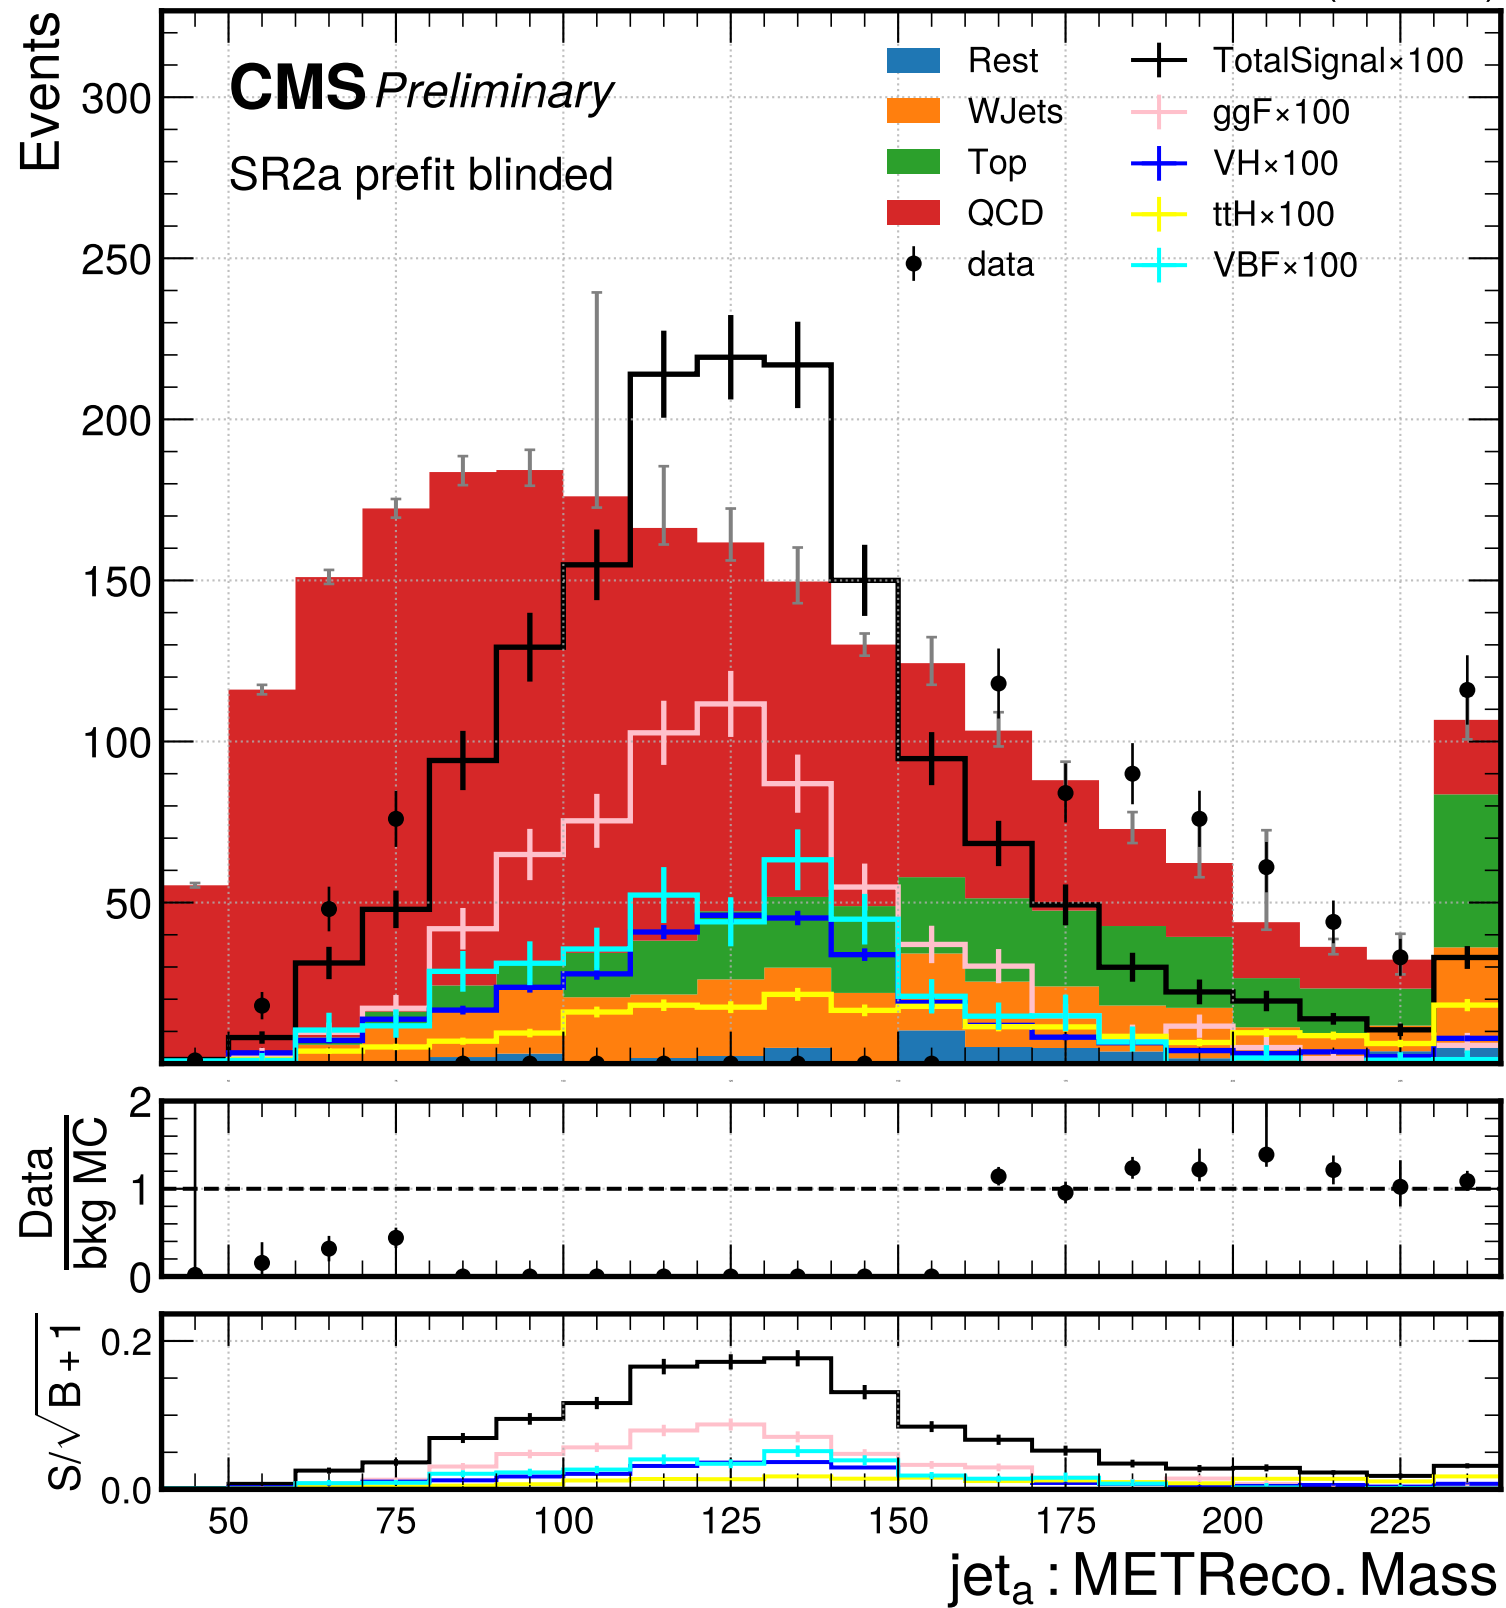 Events
300
250
200
150
100
50
CMS Preliminary
SR2a prefit blinded
Rest
WJets
Top
QCD
data
TotalSignal×100
ggF×100
VH×100
ttH×100
VBF×100
Data
bkg MC
2
1
0
S/√B+1
0.2
0.0
50 75 100 125 150 175 200 225
jetₐ : METReco. Mass